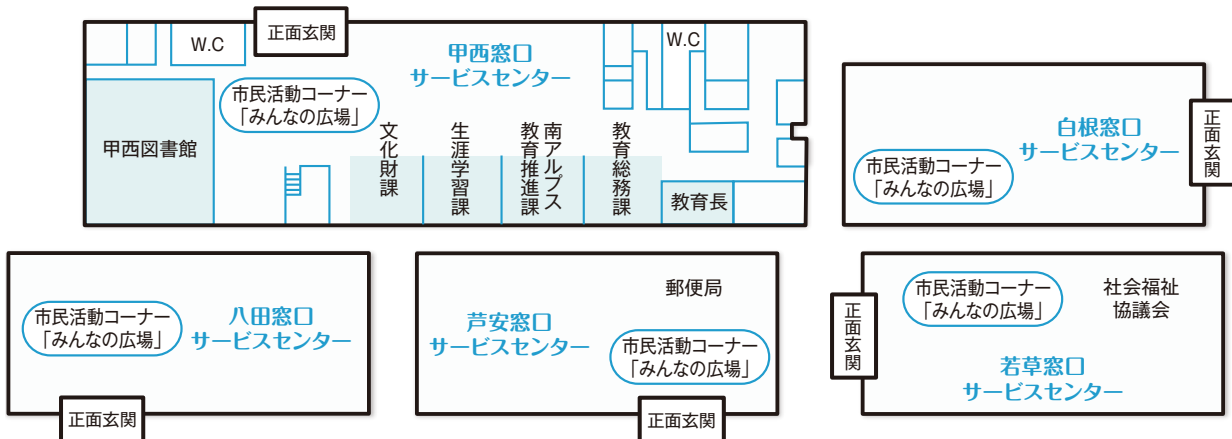 W.C
正面玄関
甲西窓口
サービスセンター
W.C
市民活動コーナー
「みんなの広場」
甲西図書館
文化財課
生涯学習課
南アルプス
教育推進課
教育総務課
教育長
白根窓口
サービスセンター
市民活動コーナー
「みんなの広場」
正面玄関
市民活動コーナー
「みんなの広場」
八田窓口
サービスセンター
正面玄関
郵便局
芦安窓口
サービスセンター
市民活動コーナー
「みんなの広場」
正面玄関
正面玄関
市民活動コーナー
「みんなの広場」
社会福祉
協議会
若草窓口
サービスセンター